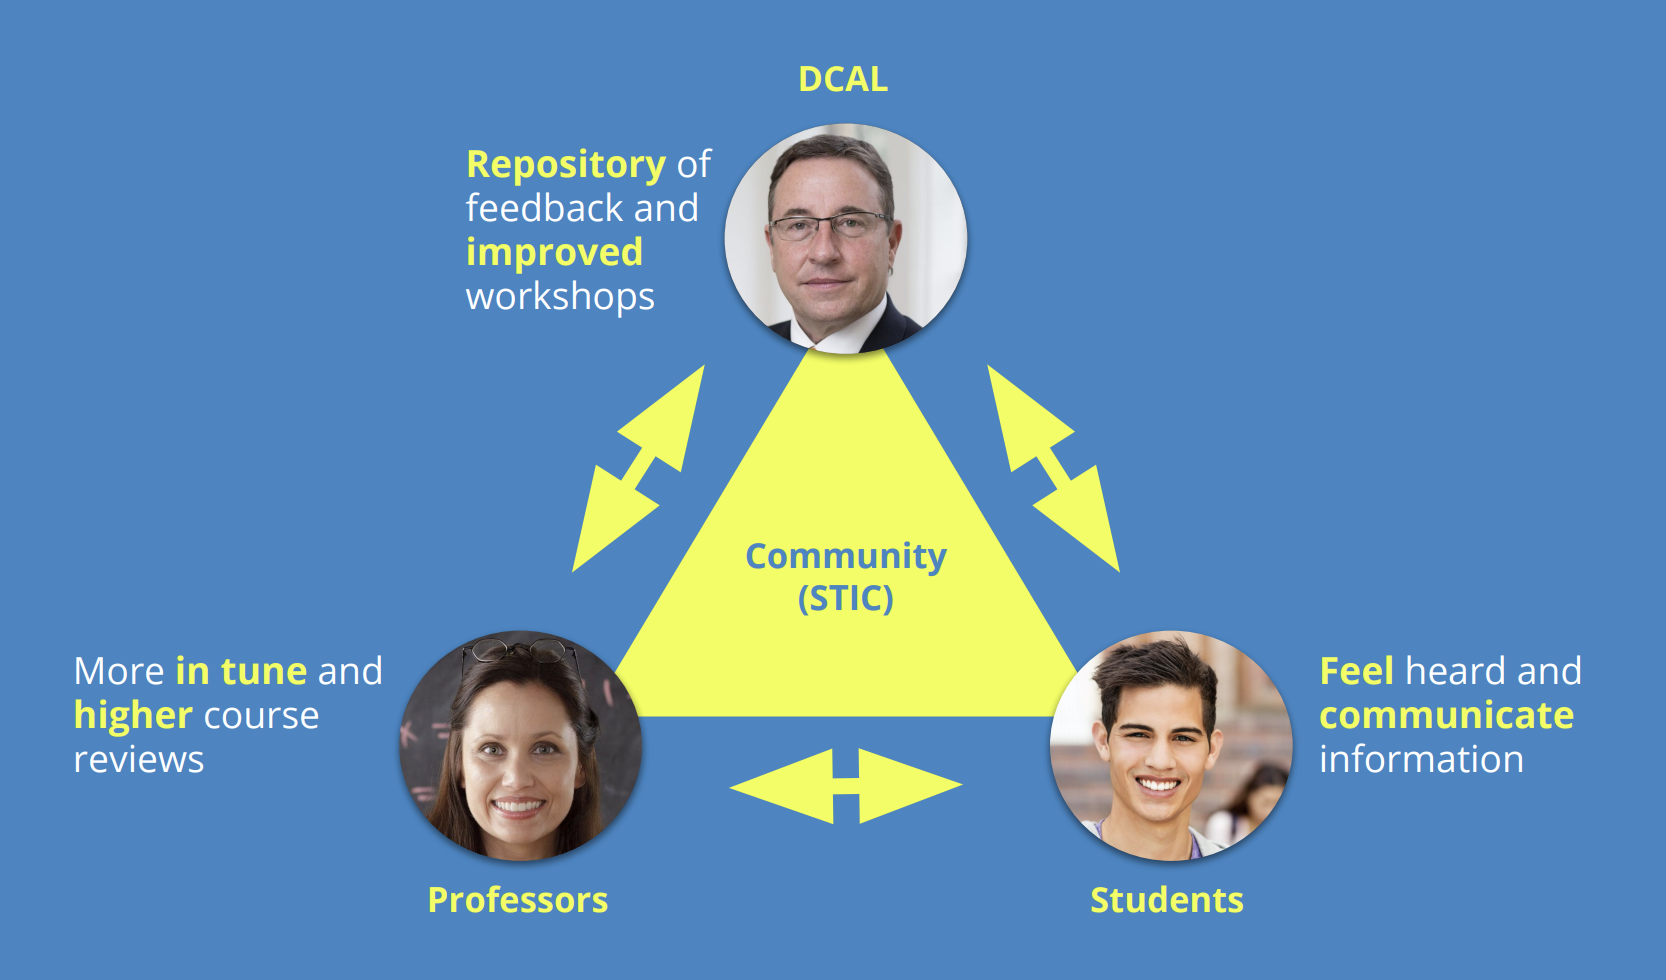 DCAL
Repository of
feedback and
improved
workshops
Community
(STIC)
More in tune and
higher course
reviews
Feel heard and
communicate
information
Professors
Students